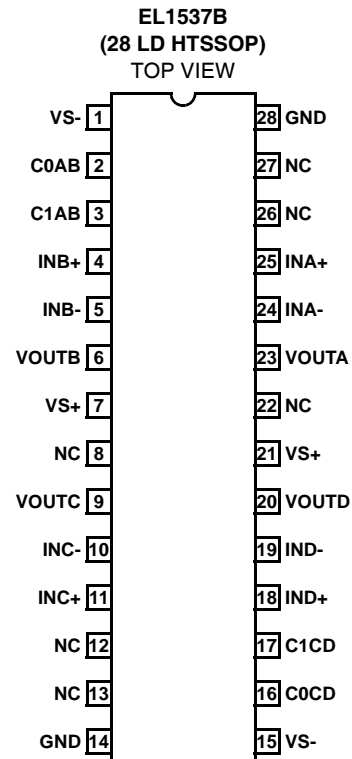 EL1537B
(28 LD HTSSOP)
TOP VIEW
VS- 1 28 GND
C0AB 2 27 NC
C1AB 3 26 NC
INB+ 4 25 INA+
INB- 5 24 INA-
VOUTB 6 23 VOUTA
VS+ 7 22 NC
NC 8 21 VS+
VOUTC 9 20 VOUTD
INC- 10 19 IND-
INC+ 11 18 IND+
NC 12 17 C1CD
NC 13 16 C0CD
GND 14 15 VS-